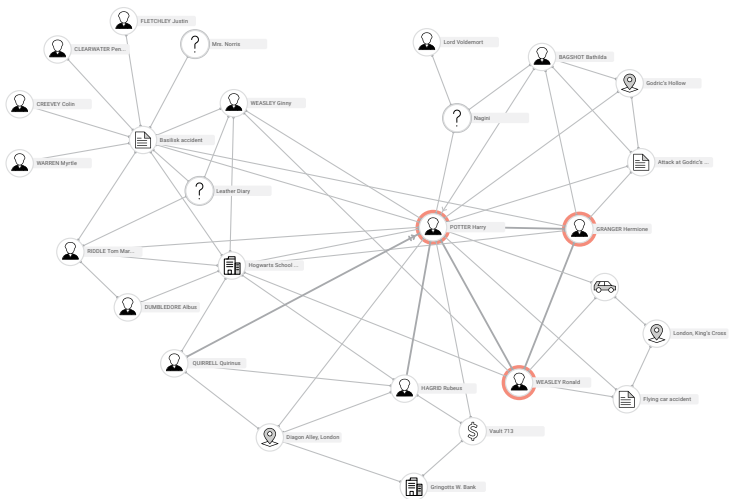 FLETCHLEY Justin
Mrs. Norris
Lord Voldemort
CLEARWATER Pen...
BAGSHOT Bathilda
Godric's Hollow
CREEVEY Colin
WEASLEY Ginny
Nagini
Basilisk accident
WARREN Myrtle
Attack at Godric's ...
Leather Diary
POTTER Harry
GRANGER Hermione
RIDDLE Tom Mar...
Hogwarts School ...
DUMBLEDORE Albus
London, King's Cross
QUIRRELL Quirinus
HAGRID Rubeus
WEASLEY Ronald
Flying car accident
Diagon Alley, London
Vault 713
Gringotts W. Bank